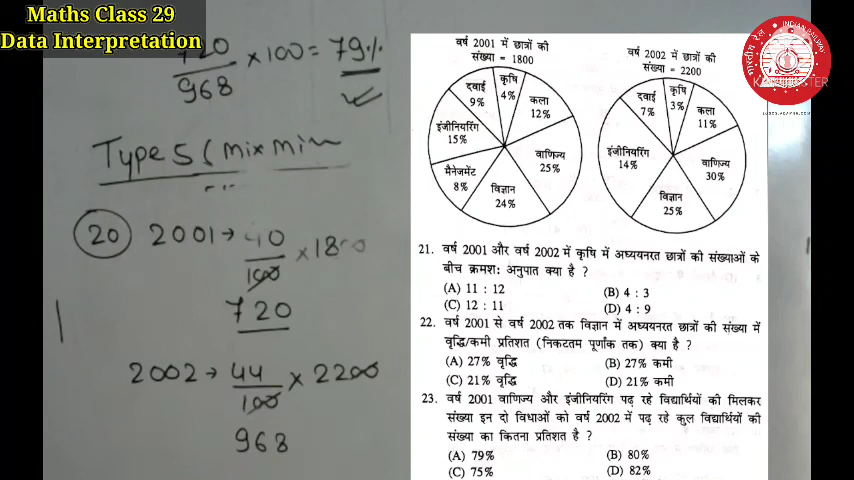 Maths Class 29
Data Interpretation
720/968 × 100 = 79%
Type 5 ( Mix
20 2001 → 40/100 × 1800
720
2002 → 44/100 × 2200
968
वर्ष 2001 में छात्रों की
संख्या = 1800
कृषि
4%
कला
12%
वाणिज्य
25%
विज्ञान
24%
मैनेजमेंट
8%
इंजीनियरिंग
15%
दवाई
9%
वर्ष 2002 में छात्रों की
संख्या = 2200
कृषि
3%
कला
11%
वाणिज्य
30%
विज्ञान
25%
इंजीनियरिंग
14%
दवाई
7%
INDIAN RAILWAY
भारतीय रेल
21. वर्ष 2001 और वर्ष 2002 में कृषि में अध्ययनरत छात्रों की संख्याओं के
बीच क्रमशः अनुपात क्या है ?
(A) 11 : 12 (B) 4 : 3
(C) 12 : 11 (D) 4 : 9
22. वर्ष 2001 से वर्ष 2002 तक विज्ञान में अध्ययनरत छात्रों की संख्या में
वृद्धि/कमी प्रतिशत (निकटतम पूर्णांक तक) क्या है ?
(A) 27% वृद्धि (B) 27% कमी
(C) 21% वृद्धि (D) 21% कमी
23. वर्ष 2001 वाणिज्य और इंजीनियरिंग पढ़ रहे विद्यार्थियों की मिलकर
संख्या इन दो विधाओं को वर्ष 2002 में पढ़ रहे कुल विद्यार्थियों की
संख्या का कितना प्रतिशत है ?
(A) 79% (B) 80%
(C) 75% (D) 82%